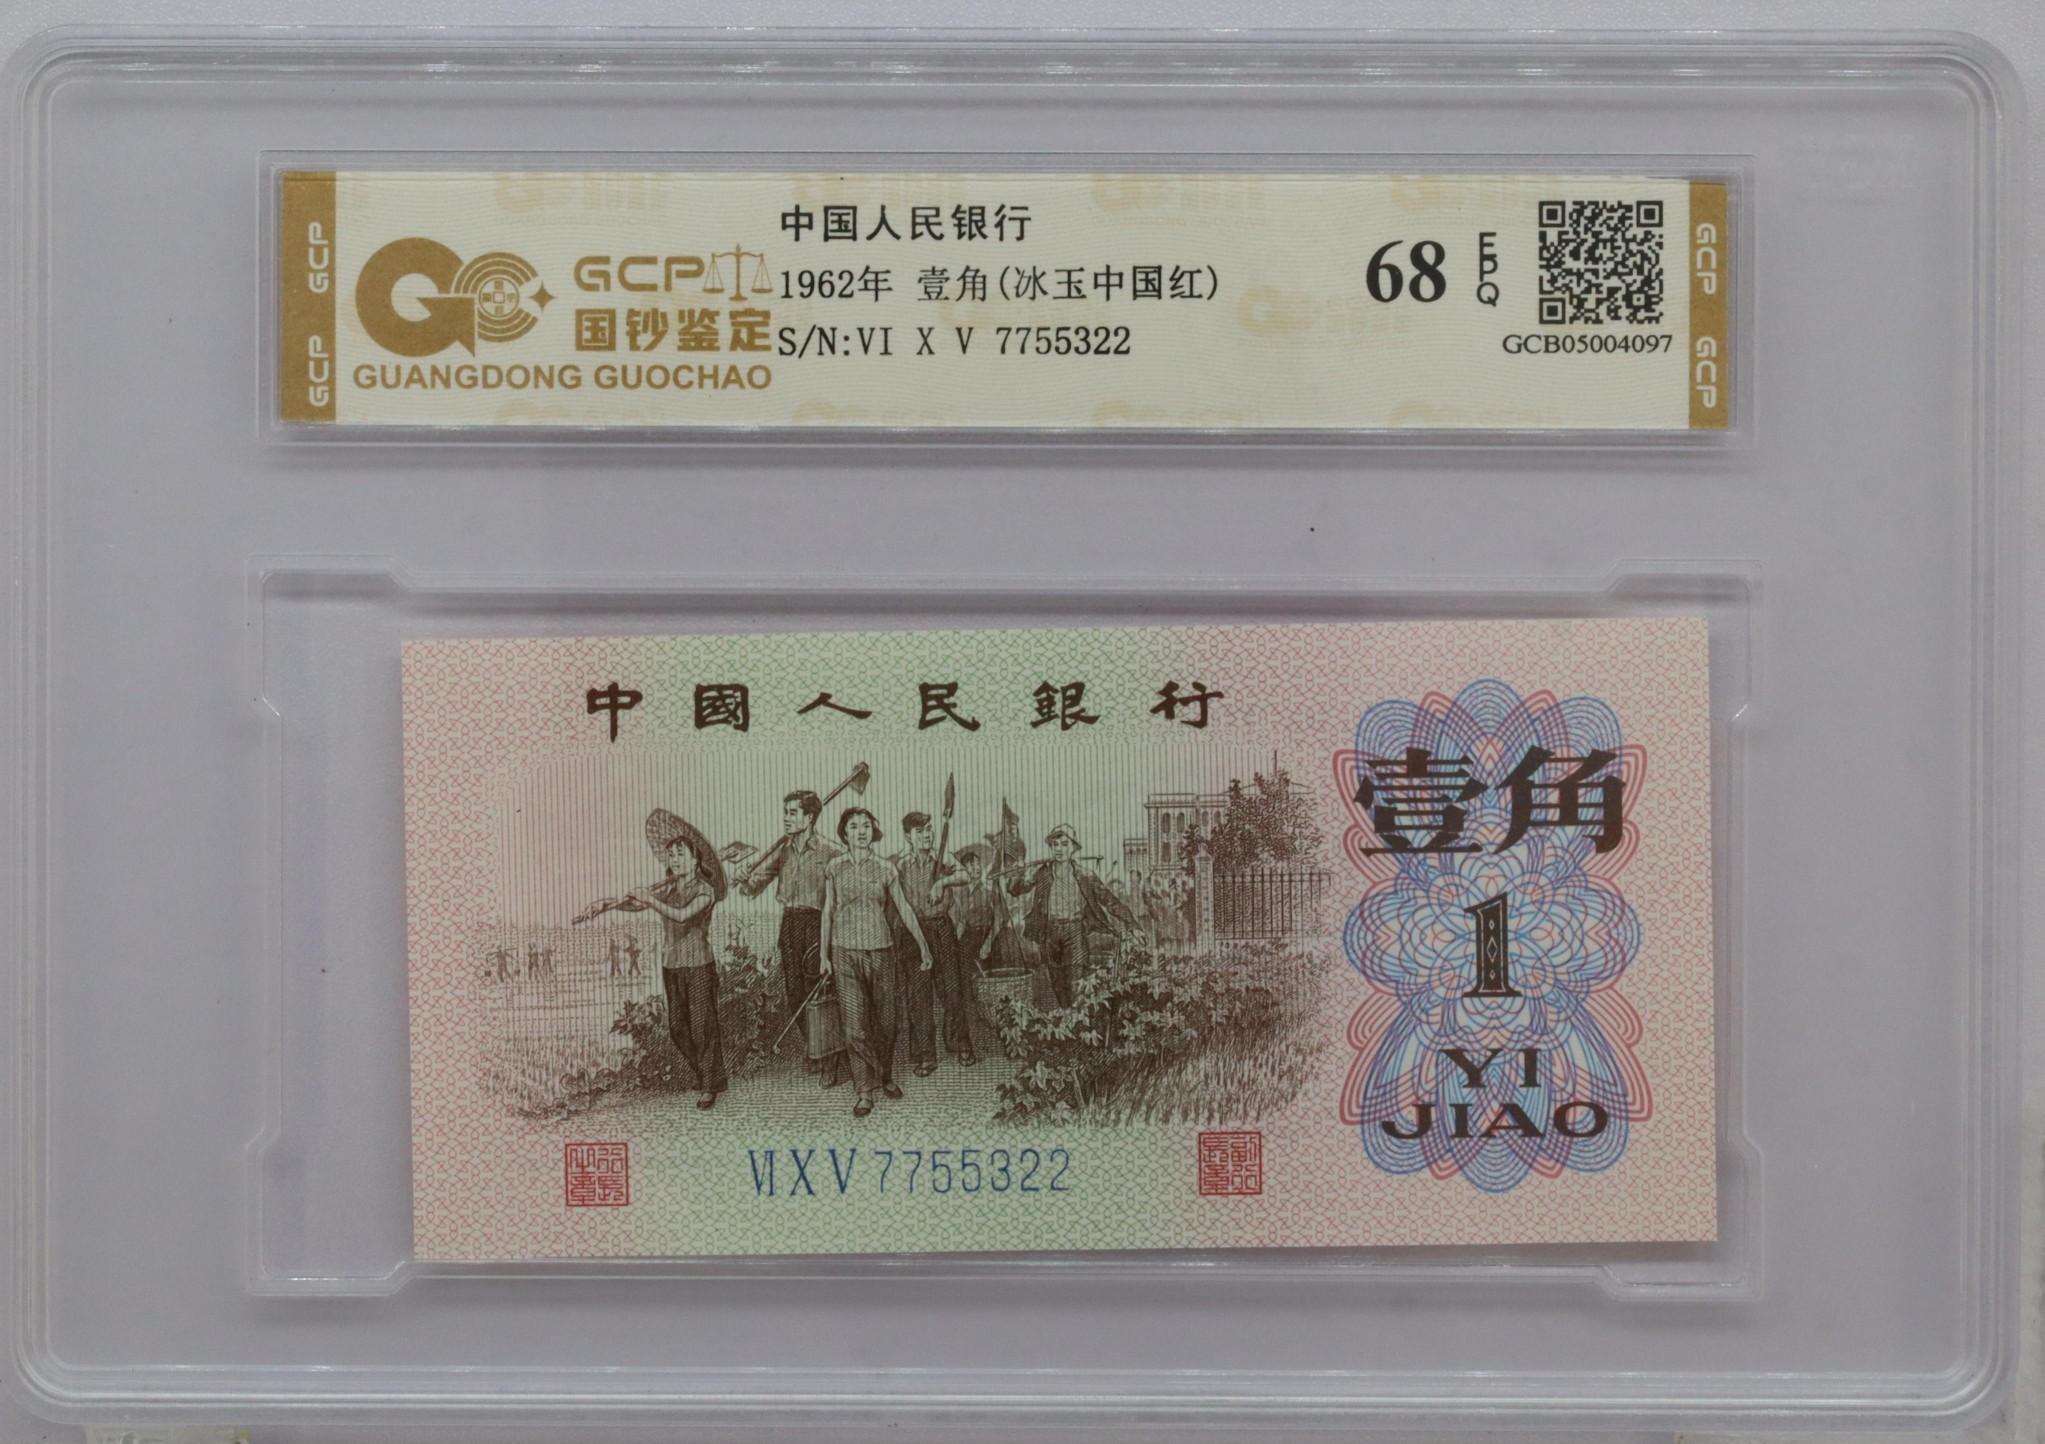 中国人民银行
GCP
1962年 壹角(冰玉中国红)
68
EPQ
国钞鉴定
S/N:VI X V 7755322
GCB05004097
GUANGDONG GUOCHAO
GCP
GCP
GCP
GCP
中國人民銀行
壹角
1
YI
JIAO
VI X V 7755322